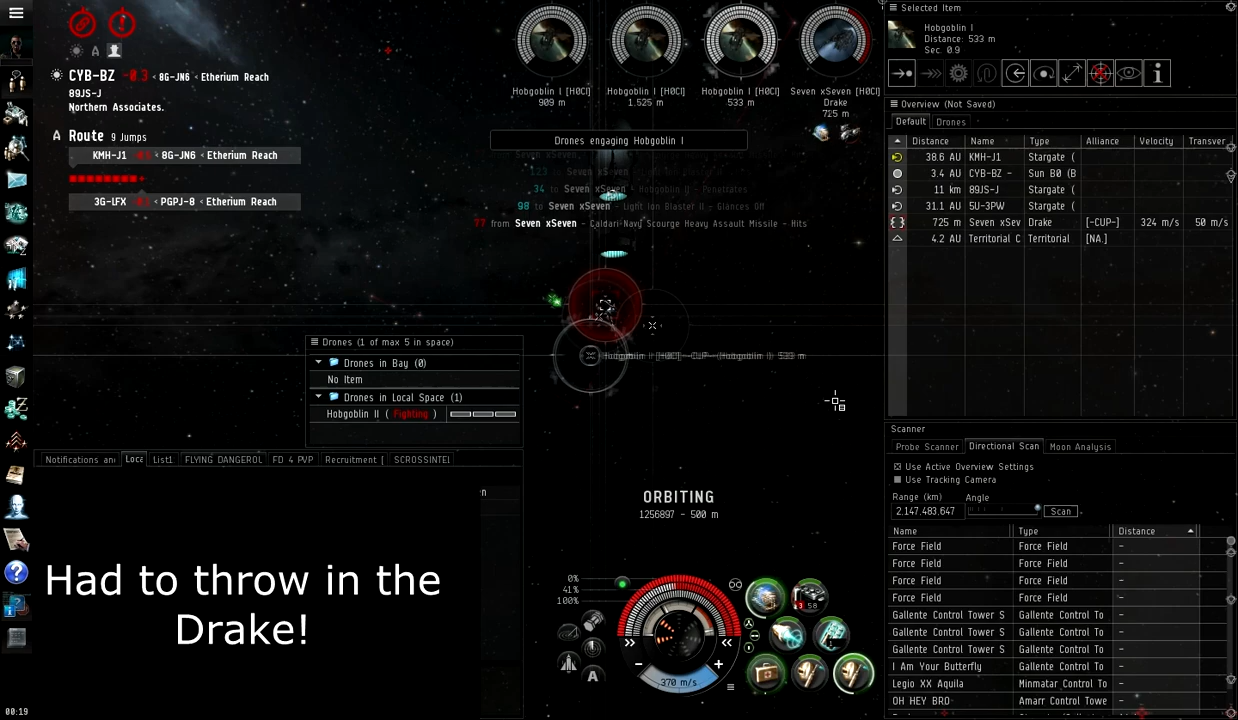 CYB-BZ -0.3 < 8G-JN6 < Etherium Reach
89JS-J
Northern Associates.
A Route 9 Jumps
KMH-J1 < 8G-JN6 < Etherium Reach
3G-LFX < PGPJ-8 < Etherium Reach
Hobgoblin I [H0CI]
909 m
Hobgoblin I [H0CI]
1.525 m
Hobgoblin I [H0CI]
533 m
Seven xSeven [H0CI]
Drake
725 m
Drones engaging Hobgoblin I
34 to Seven xSeven - Hobgoblin II - Penetrates
98 to Seven xSeven - Light Ion Blaster II - Glances Off
77 from Seven xSeven - Caldari Navy Scourge Heavy Assault Missile - Hits
Drones (1 of max 5 in space)
Drones in Bay (0)
No Item
Drones in Local Space (1)
Hobgoblin II ( Fighting )
Notifications an Loca List1 FLYING DANGEROU FD 4 PVP Recruitment [ SCROSSINTEL
Had to throw in the
Drake!
ORBITING
1256897 - 500 m
0%
41%
100%
58
370 m/s
A
00:19
Selected Item
Hobgoblin I
Distance: 533 m
Sec. 0.9
Overview (Not Saved)
Default Drones
Distance Name Type Alliance Velocity Transver
38.6 AU KMH-J1 Stargate (
3.4 AU CYB-BZ - Sun B0 (B
11 km 89JS-J Stargate (
31.1 AU 5U-3PW Stargate (
725 m Seven xSev Drake [-CUP-] 324 m/s 50 m/s
4.2 AU Territorial C Territorial [NA.]
Scanner
Probe Scanner Directional Scan Moon Analysis
Use Active Overview Settings
Use Tracking Camera
Range (km) Angle
2,147,483,647 Scan
Name Type Distance
Force Field Force Field -
Force Field Force Field -
Force Field Force Field -
Force Field Force Field -
Gallente Control Tower S Gallente Control To -
Gallente Control Tower S Gallente Control To -
Gallente Control Tower S Gallente Control To -
I Am Your Butterfly Gallente Control To -
Legio XX Aquila Minmatar Control To -
OH HEY BRO Amarr Control Towe -